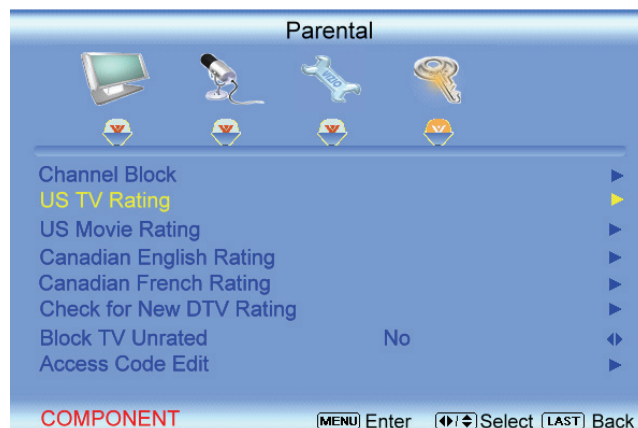 Parental
VIZIO
Channel Block
US TV Rating
US Movie Rating
Canadian English Rating
Canadian French Rating
Check for New DTV Rating
Block TV Unrated No
Access Code Edit
COMPONENT MENU Enter Select LAST Back